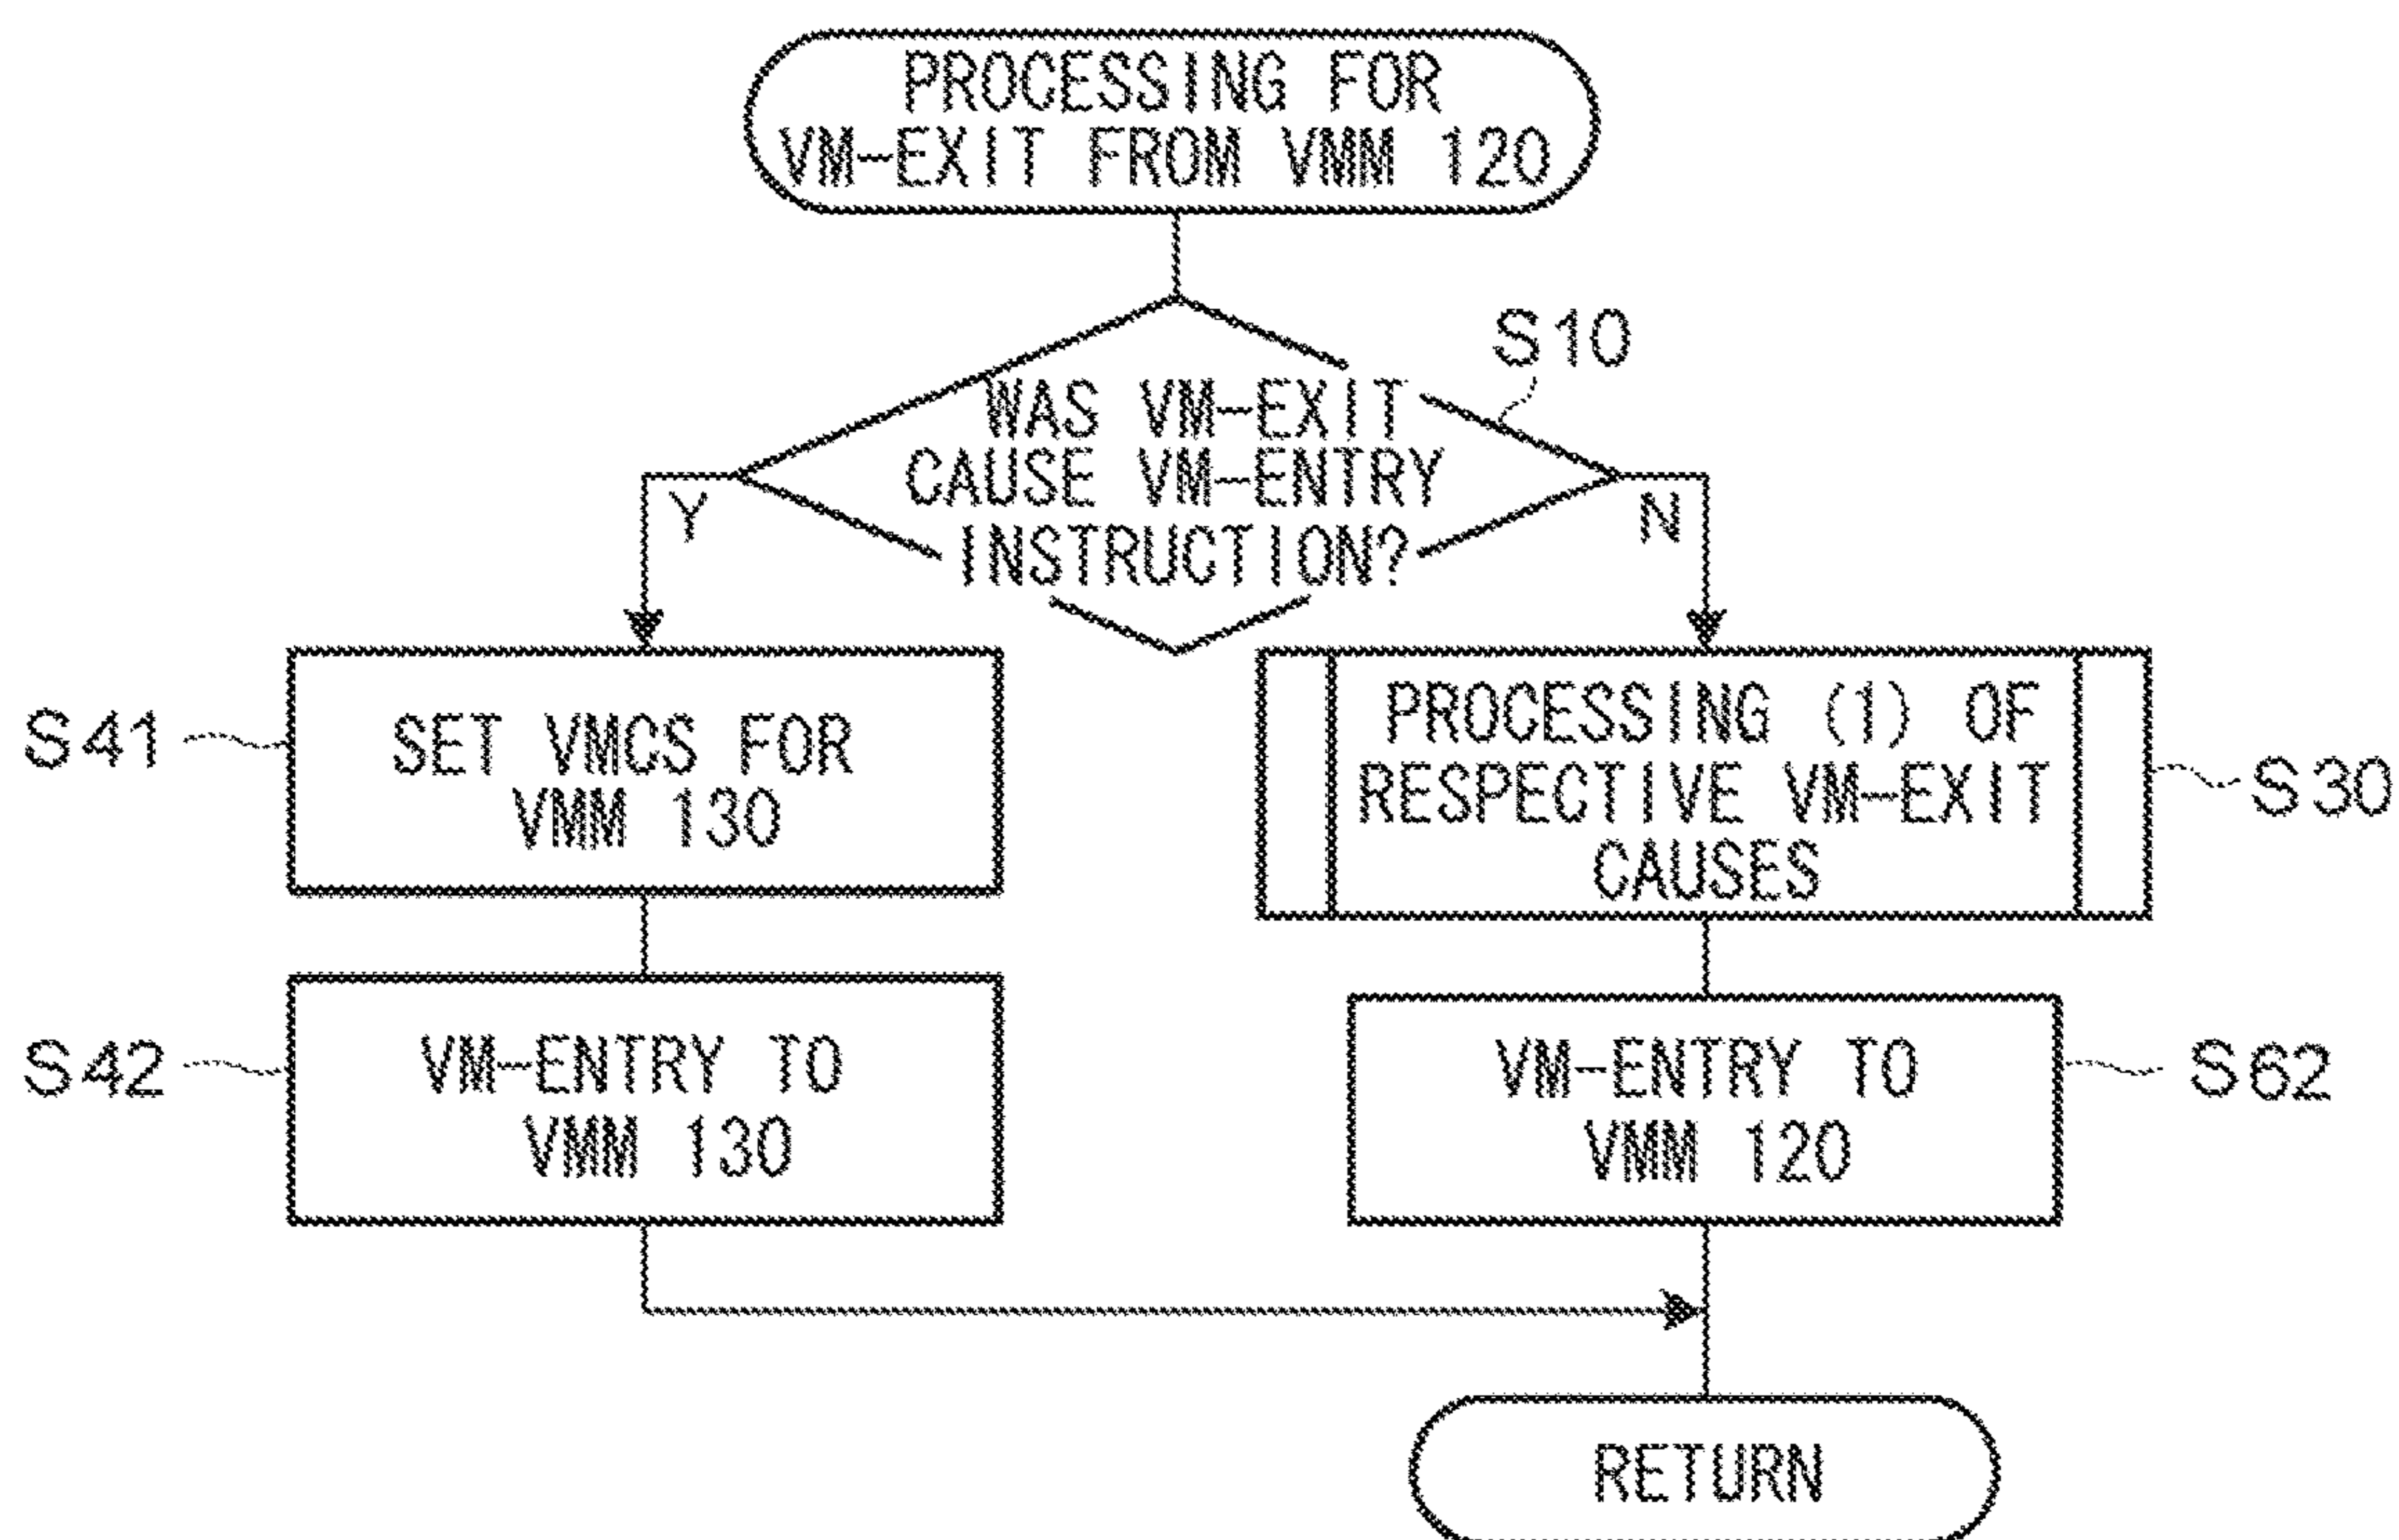 PROCESSING FOR
VM-EXIT FROM VMM 120
S10
WAS VM-EXIT
CAUSE VM-ENTRY
INSTRUCTION?
Y
N
S41
SET VMCS FOR
VMM 130
PROCESSING (1) OF
RESPECTIVE VM-EXIT
CAUSES
S30
S42
VM-ENTRY TO
VMM 130
VM-ENTRY TO
VMM 120
S62
RETURN